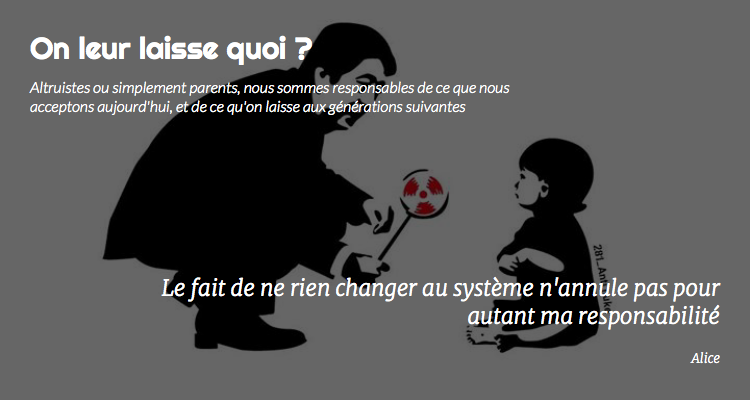 On leur laisse quoi ?
Altruistes ou simplement parents, nous sommes responsables de ce que nous
acceptons aujourd'hui, et de ce qu'on laisse aux générations suivantes
Le fait de ne rien changer au système n'annule pas pour
autant ma responsabilité
Alice